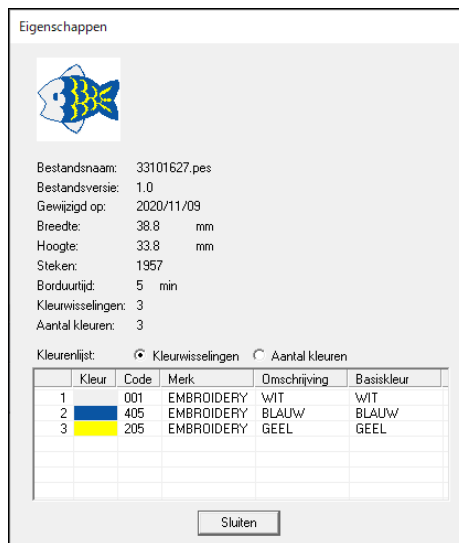 Eigenschappen
Bestandsnaam: 33101627.pes
Bestandsversie: 1.0
Gewijzigd op: 2020/11/09
Breedte: 38.8 mm
Hoogte: 33.8 mm
Steken: 1957
Borduurtijd: 5 min
Kleurwisselingen: 3
Aantal kleuren: 3
Kleurenlijst: Kleurwisselingen Aantal kleuren
Kleur Code Merk Omschrijving Basiskleur
1 001 EMBROIDERY WIT WIT
2 405 EMBROIDERY BLAUW BLAUW
3 205 EMBROIDERY GEEL GEEL
Sluiten